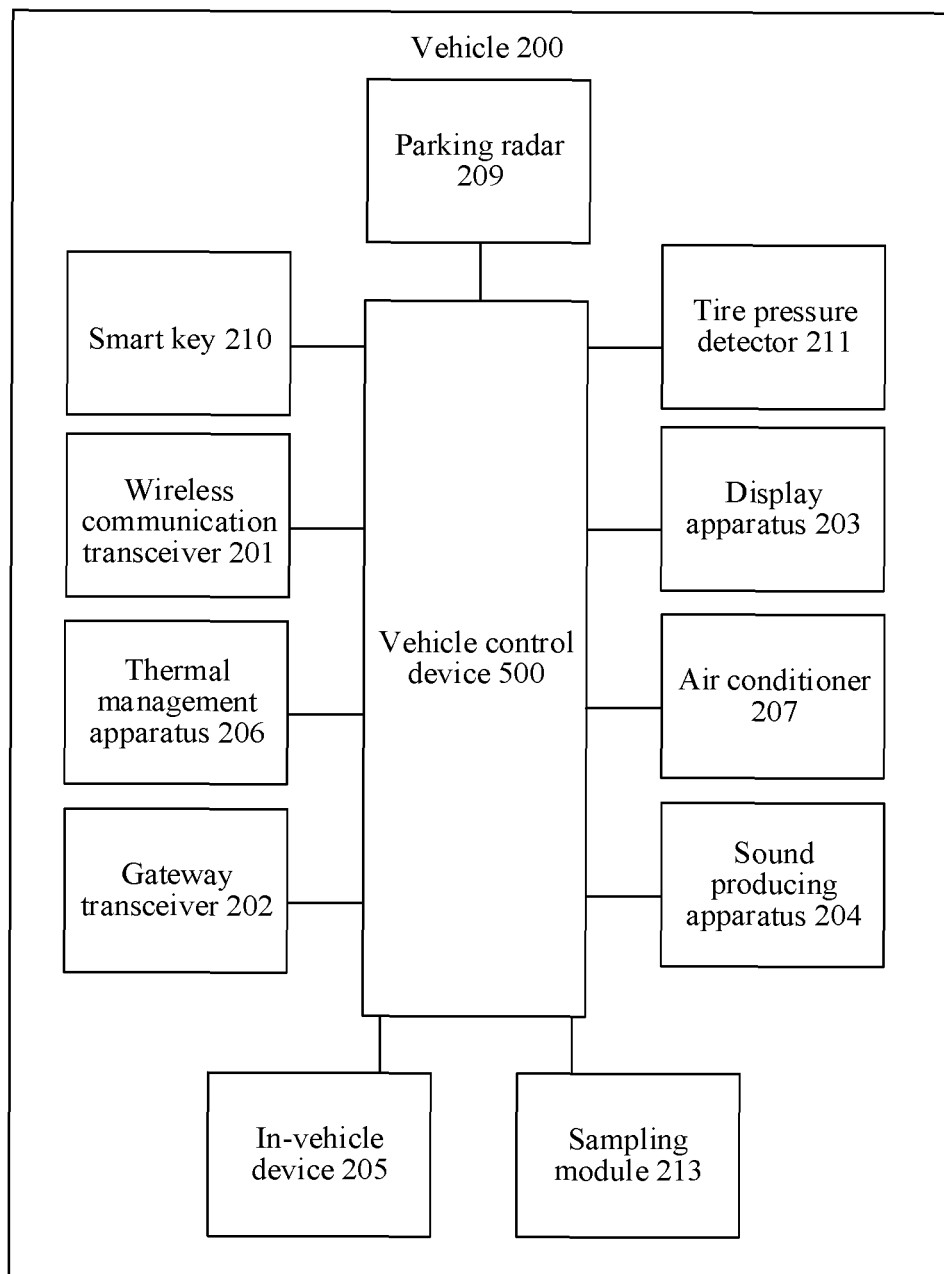 Vehicle 200
Parking radar
209
Smart key 210
Tire pressure
detector 211
Wireless
communication
transceiver 201
Display
apparatus 203
Thermal
management
apparatus 206
Vehicle control
device 500
Air conditioner
207
Gateway
transceiver 202
Sound
producing
apparatus 204
In-vehicle
device 205
Sampling
module 213